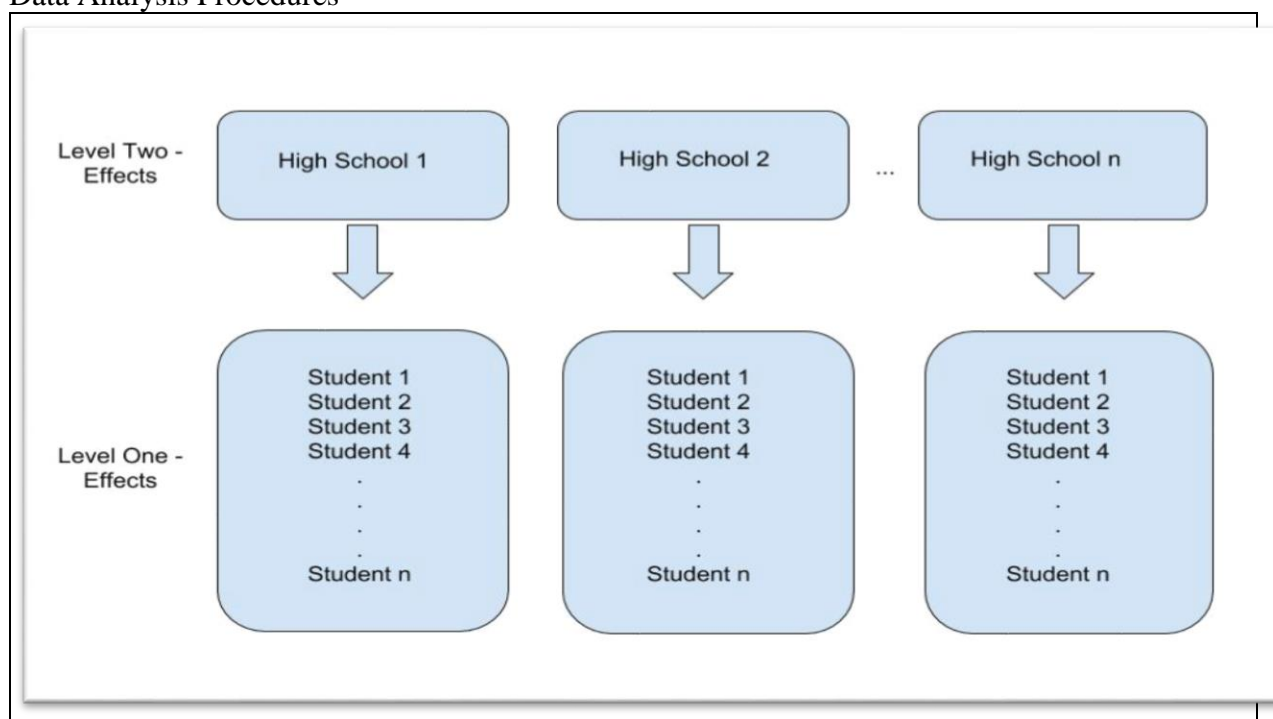 Data Analysis Procedures
Level Two -
Effects
High School 1
High School 2
...
High School n
Level One -
Effects
Student 1
Student 2
Student 3
Student 4
.
.
.
.
Student n
Student 1
Student 2
Student 3
Student 4
.
.
.
.
Student n
Student 1
Student 2
Student 3
Student 4
.
.
.
.
Student n